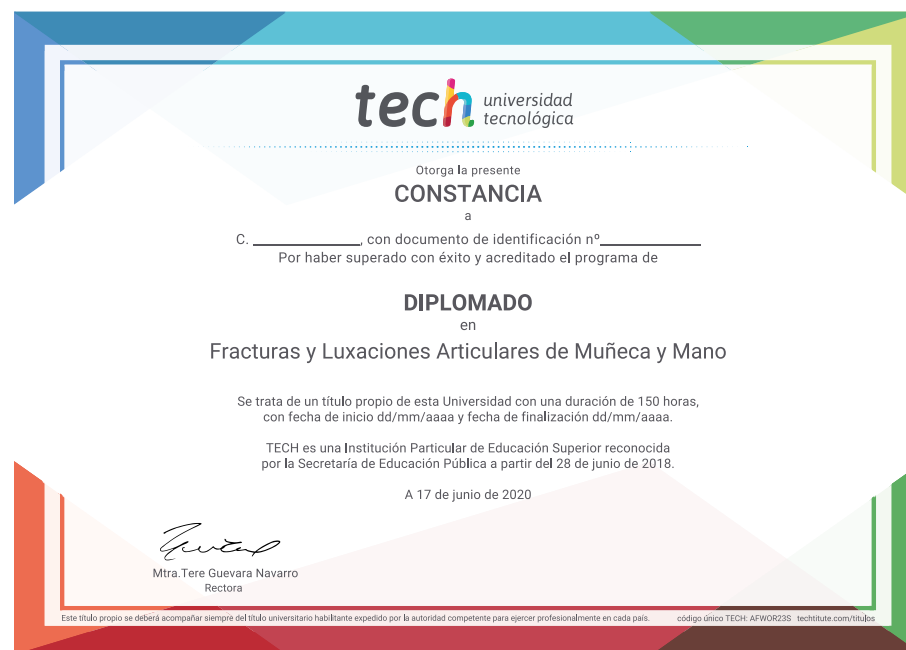 tech universidad
tecnológica
Otorga la presente
CONSTANCIA
a
C. ______________, con documento de identificación nº_____________
Por haber superado con éxito y acreditado el programa de
DIPLOMADO
en
Fracturas y Luxaciones Articulares de Muñeca y Mano
Se trata de un título propio de esta Universidad con una duración de 150 horas,
con fecha de inicio dd/mm/aaaa y fecha de finalización dd/mm/aaaa.
TECH es una Institución Particular de Educación Superior reconocida
por la Secretaría de Educación Pública a partir del 28 de junio de 2018.
A 17 de junio de 2020
Mtra.Tere Guevara Navarro
Rectora
Este título propio se deberá acompañar siempre del título universitario habilitante expedido por la autoridad competente para ejercer profesionalmente en cada país. código único TECH: AFWOR23S techtitute.com/titulos